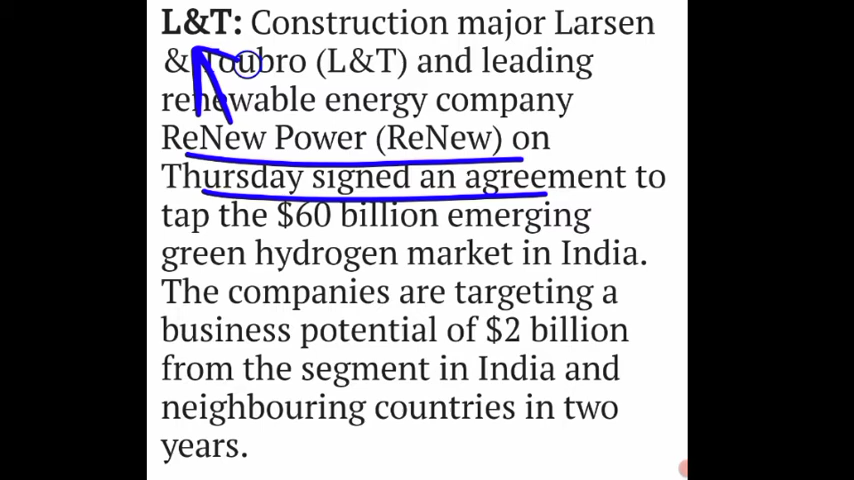 L&T: Construction major Larsen
& Toubro (L&T) and leading
renewable energy company
ReNew Power (ReNew) on
Thursday signed an agreement to
tap the $60 billion emerging
green hydrogen market in India.
The companies are targeting a
business potential of $2 billion
from the segment in India and
neighbouring countries in two
years.